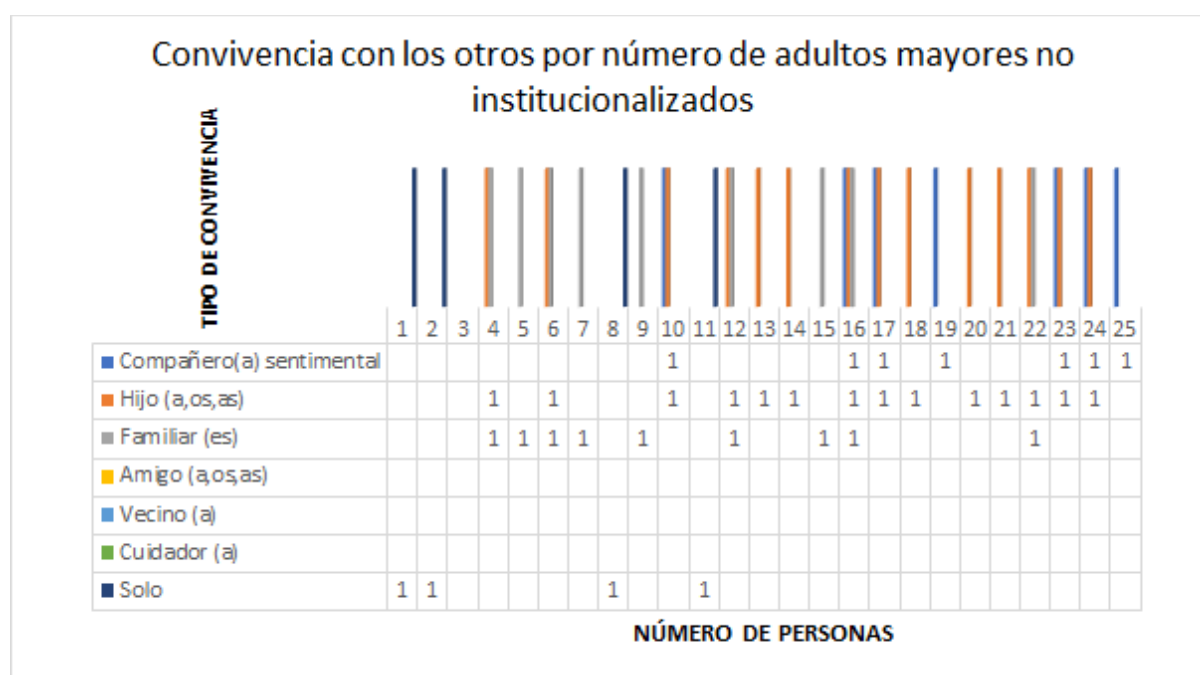 Convivencia con los otros por número de adultos mayores no
institucionalizados
TIPO DE CONVIVENCIA
1 2 3 4 5 6 7 8 9 10 11 12 13 14 15 16 17 18 19 20 21 22 23 24 25
Compañero(a) sentimental 1 1 1 1 1 1 1
Hijo (a,os,as) 1 1 1 1 1 1 1 1 1 1 1 1 1 1
Familiar (es) 1 1 1 1 1 1 1 1 1
Amigo (a,os,as)
Vecino (a)
Cuidador (a)
Solo 1 1 1 1
NÚMERO DE PERSONAS